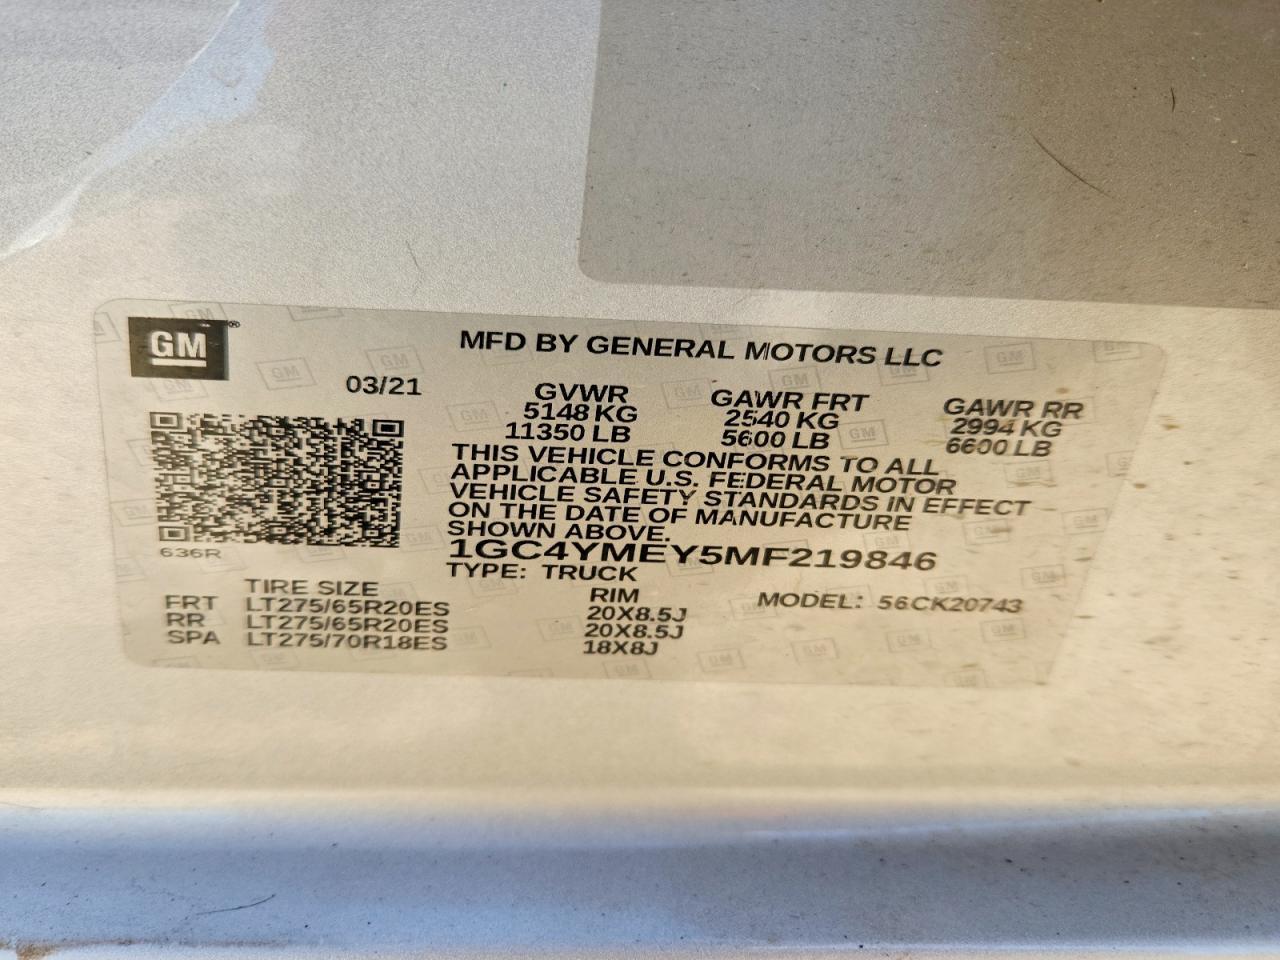 GM®
MFD BY GENERAL MOTORS LLC
03/21
GVWR
5148 KG
11350 LB
GAWR FRT
2540 KG
5600 LB
GAWR RR
2994 KG
6600 LB
THIS VEHICLE CONFORMS TO ALL
APPLICABLE U.S. FEDERAL MOTOR
VEHICLE SAFETY STANDARDS IN EFFECT
ON THE DATE OF MANUFACTURE
SHOWN ABOVE.
1GC4YMEY5MF219846
TYPE: TRUCK
636R
TIRE SIZE RIM MODEL: 56CK20743
FRT LT275/65R20ES 20X8.5J
RR LT275/65R20ES 20X8.5J
SPA LT275/70R18ES 18X8J